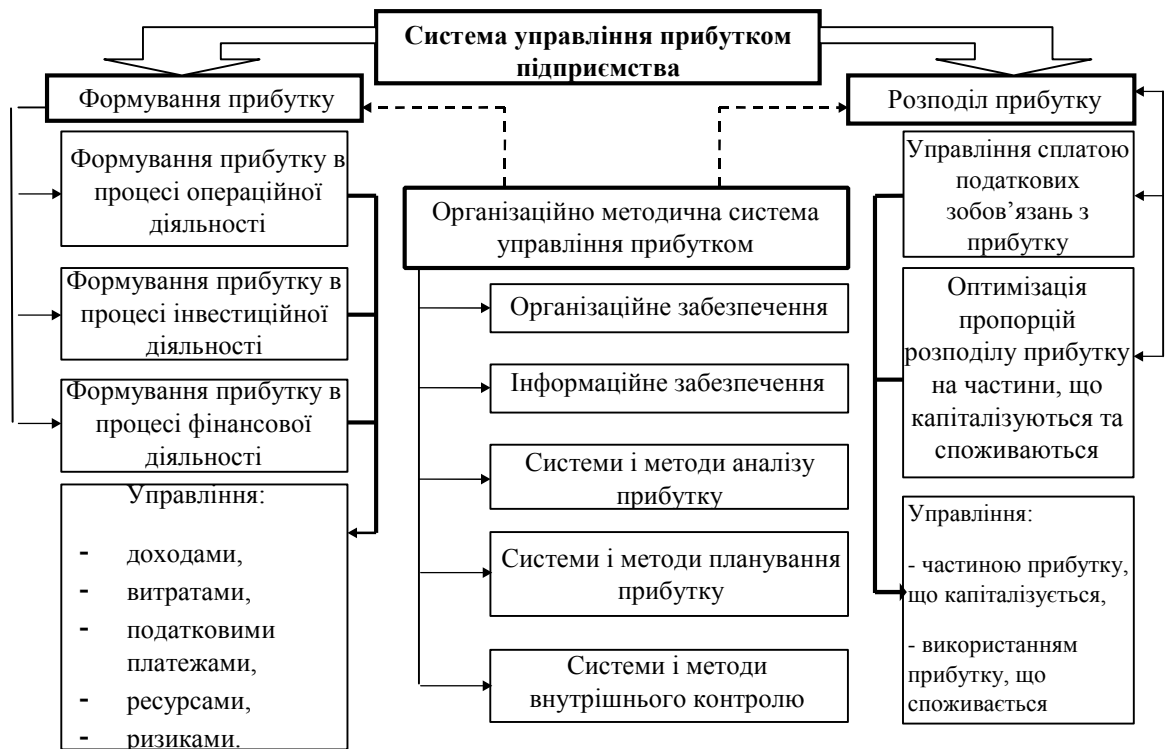 Система управління прибутком
підприємства
Формування прибутку
Формування прибутку в
процесі операційної
діяльності
Формування прибутку в
процесі інвестиційної
діяльності
Формування прибутку в
процесі фінансової
діяльності
Управління:
- доходами,
- витратами,
- податковими
платежами,
- ресурсами,
- ризиками.
Організаційно методична система
управління прибутком
Організаційне забезпечення
Інформаційне забезпечення
Системи і методи аналізу
прибутку
Системи і методи планування
прибутку
Системи і методи
внутрішнього контролю
Розподіл прибутку
Управління сплатою
податкових
зобов’язань з
прибутку
Оптимізація
пропорцій
розподілу прибутку
на частини, що
капіталізуються та
споживаються
Управління:
- частиною прибутку,
що капіталізується,
- використанням
прибутку, що
споживається